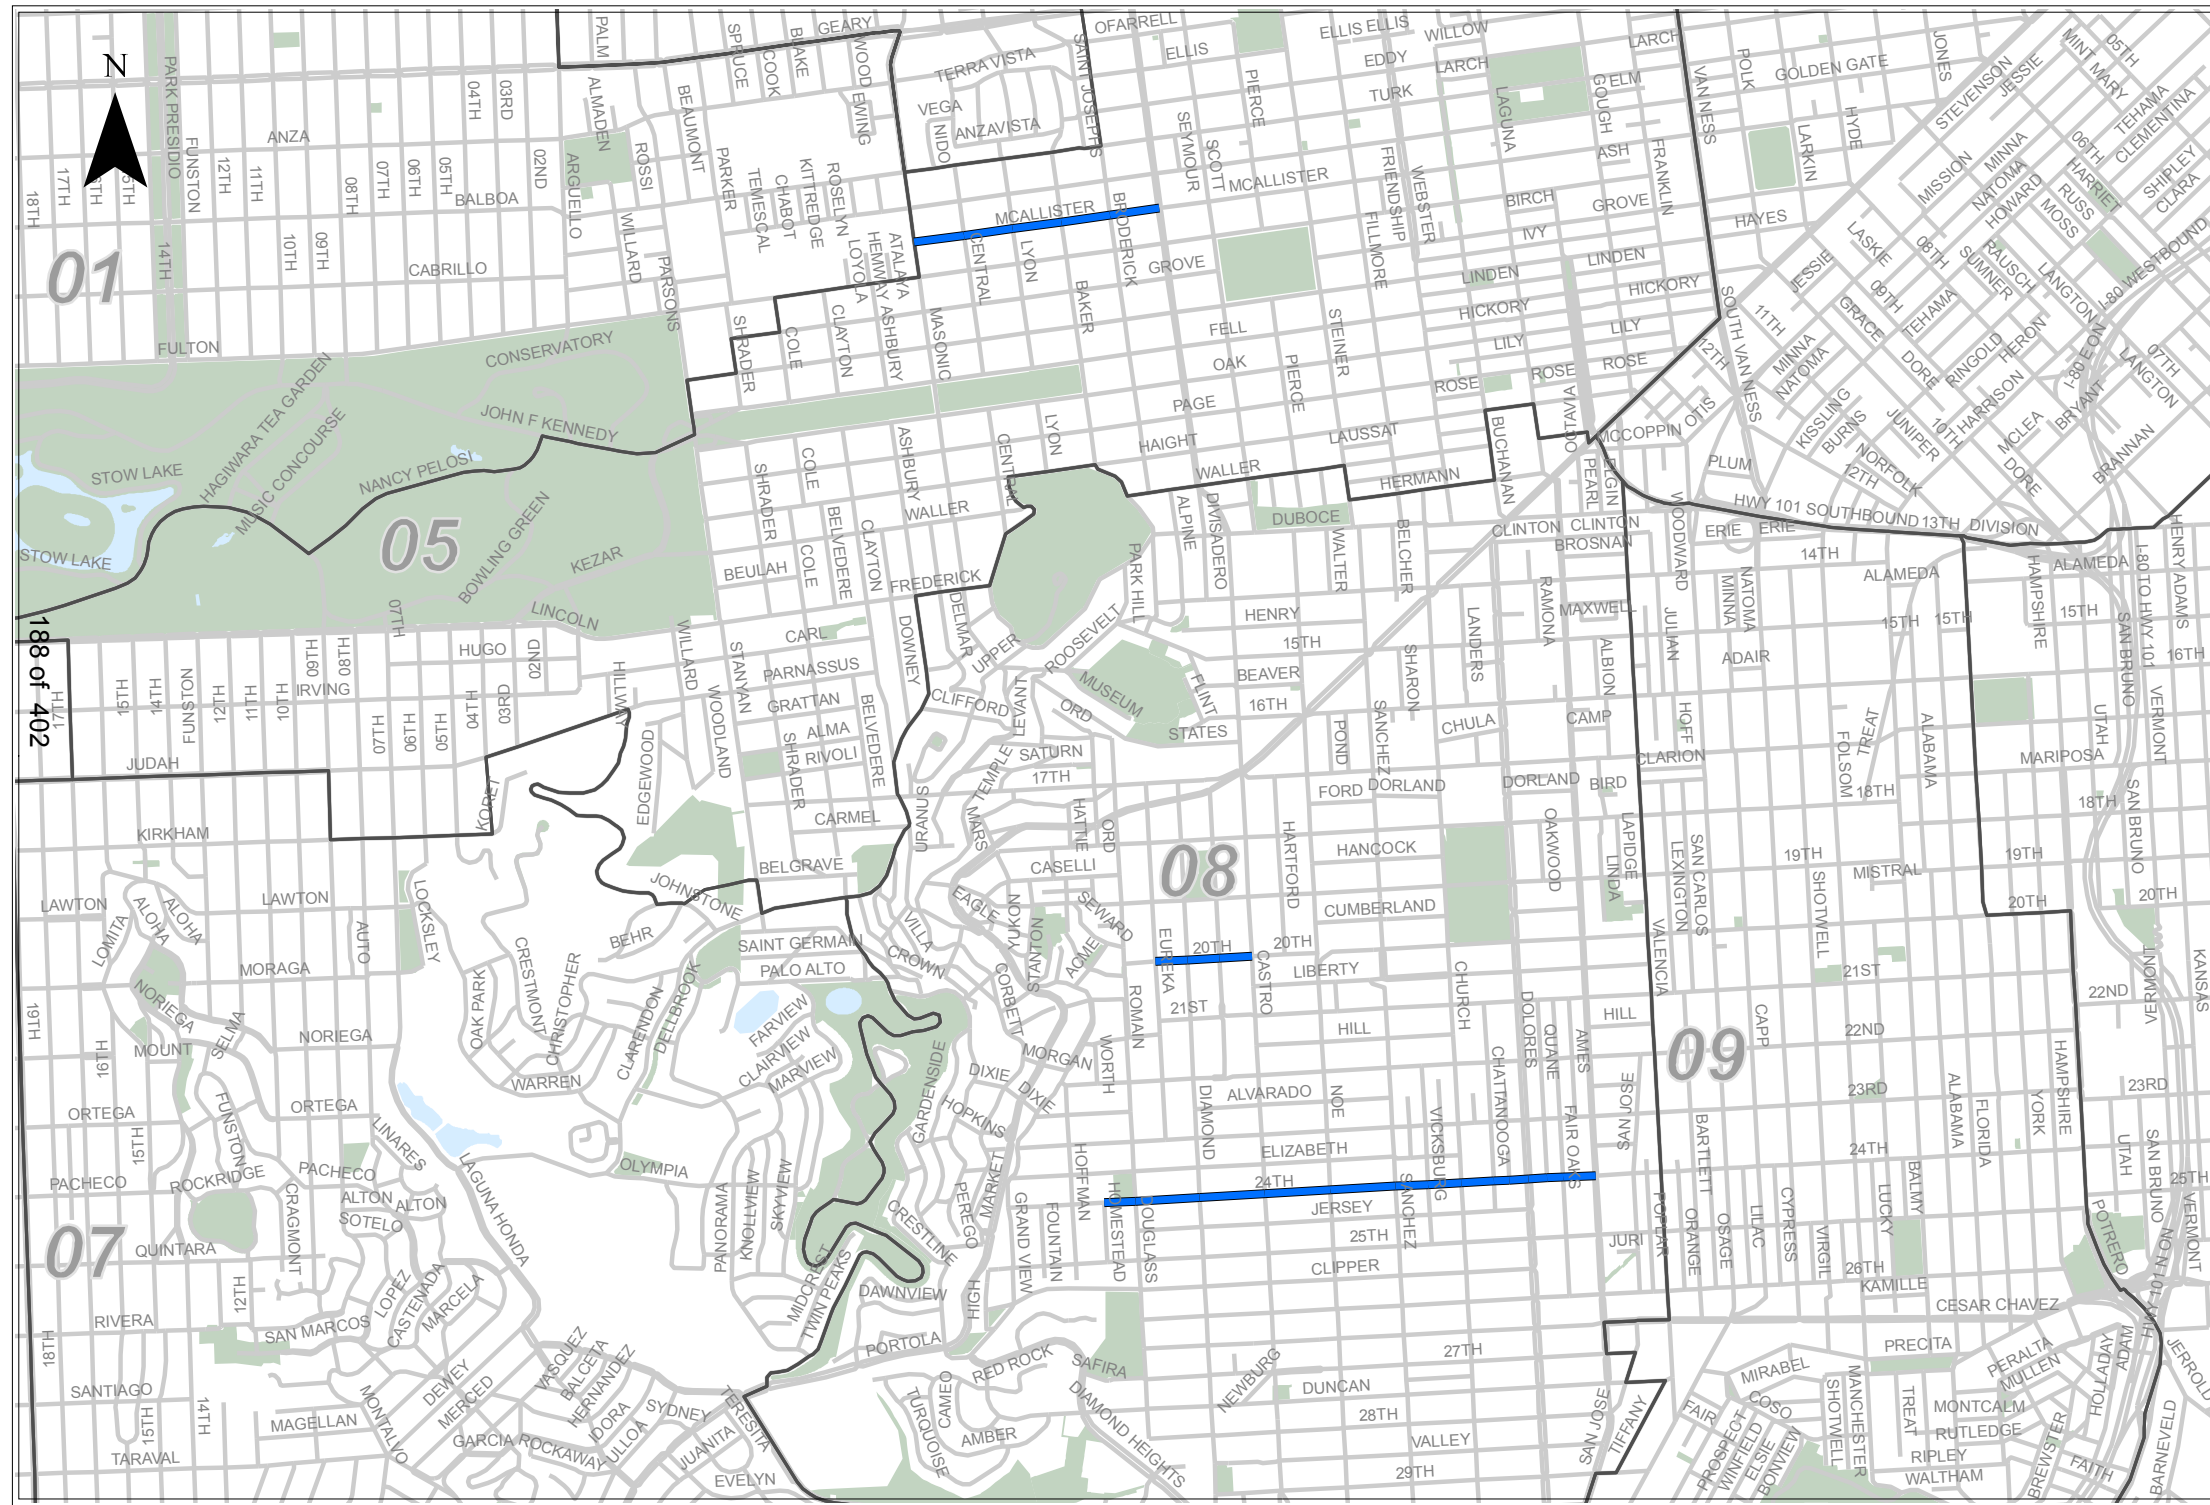 N
188 of 402
01
05
07
08
09
PALM
SPRUCE
COOK
BLAKE
GEARY
WOOD
EWING
TERRA VISTA
SAINT JOSEPHS
OFARRELL
ELLIS
ELLIS ELLIS
WILLOW
EDDY
LARCH
LARCH
TURK
PIERCE
LAGUNA
GOUGH
ELM
VAN NESS
POLK
GOLDEN GATE
JONES
STEVENSON
JESSIE
MINT
MARY
05TH
TEHAMA
CLEMENTINA
PARK PRESIDIO
FUNSTON
ANZA
04TH
03RD
ALMADEN
BEAUMONT
VEGA
NIDO
ANZAVISTA
SEYMOUR
SCOTT
MCALLISTER
FRIENDSHIP
WEBSTER
ASH
FRANKLIN
LARKIN
HYDE
MISSION
MINNA
NATOMA
HOWARD
06TH
HARRIET
RUSS
MOSS
SHIPLEY
CLARA
18TH
17TH
12TH
11TH
08TH
07TH
06TH
05TH
02ND
BALBOA
ARGUELLO
ROSSI
WILLARD
PARKER
TEMESCAL
CHABOT
KITTREDGE
ROSELYN
LOYOLA
HEMWAY
ATALAYA
MCALLISTER
BRODERICK
BIRCH
GROVE
IVY
HAYES
LASKIE
08TH
SUMNER
RAUSCH
LANGTON
I-80 WESTBOUND
14TH
10TH
09TH
CABRILLO
PARSONS
CENTRAL
LYON
BAKER
GROVE
FILLMORE
LINDEN
LINDEN
HICKORY
HICKORY
JESSIE
09TH
GRACE
TEHAMA
FULTON
CONSERVATORY
SHRADER
COLE
CLAYTON
ASHBURY
MASONIC
FELL
OAK
STEINER
PIERCE
LILY
LILY
ROSE
ROSE
ROSE
SOUTH VAN NESS
11TH
12TH
MINNA
NATOMA
DORE
RINGOLD
HERON
HARRISON
I-80 E ON
BRYANT
07TH
LANGTON
HAGIWARA TEA GARDEN
JOHN F KENNEDY
MUSIC CONCOURSE
STOW LAKE
STOW LAKE
NANCY PELOSI
BOWLING GREEN
KEZAR
LINCOLN
PAGE
HAIGHT
WALLER
LAUSSAT
HERMANN
BUCHANAN
OCTAVIA
MCCOPPIN
OTIS
PEARL
ELGIN
PLUM
KISSLING
BURNS
JUNIPER
NORFOLK
12TH
10TH
MCLEA
DORE
BRANNAN
ASHBURY
CENTRAL
LYON
SHRADER
COLE
COLE
BELVEDERE
CLAYTON
WALLER
BEULAH
FREDERICK
DELMAR
DOWNEY
ALPINE
DIVISADERO
DUBOCE
WALTER
BELCHER
CLINTON
CLINTON
BROSNAN
WOODWARD
ERIE
ERIE
HWY 101 SOUTHBOUND
13TH
DIVISION
14TH
ALAMEDA
ALAMEDA
HAMPSHIRE
I-80 TO HWY 101
HENRY ADAMS
07TH
09TH
08TH
HUGO
02ND
IRVING
17TH
15TH
14TH
FUNSTON
12TH
11TH
10TH
07TH
06TH
05TH
04TH
03RD
JUDAH
HILLWAY
WILLARD
STANYAN
WOODLAND
CARL
PARNASSUS
GRATTAN
ALMA
RIVOLI
SHRADER
BELVEDERE
CARMEL
BELGRAVE
EDGEWOOD
KORET
UPPER
ROOSEVELT
PARK HILL
CLIFFORD
LEVANT
ORD
MUSEUM
FLINT
STATES
HENRY
15TH
BEAVER
16TH
SHARON
LANDERS
RAMONA
MAXWELL
ALBION
JULIAN
MINNA
NATOMA
ADAIR
15TH
15TH
15TH
SAN BRUNO
16TH
VERMONT
UTAH
POND
SANCHEZ
CHULA
CAMP
HOFF
CLARION
FOLSOM
TREAT
ALABAMA
MARIPOSA
SATURN
17TH
TEMPLE
MARS
URANUS
HATTIE
ORD
FORD
DORLAND
DORLAND
BIRD
18TH
18TH
SAN BRUNO
KIRKHAM
LAWTON
LAWTON
LOMITA
ALOHA
ALOHA
AUTO
LOCKSLEY
JOHNSTONE
BEHR
CASELLI
EAGLE
YUKON
STANTON
SEWARD
ACME
HARTFORD
HANCOCK
CUMBERLAND
OAKWOOD
LAPIDGE
LINDA
LEXINGTON
SAN CARLOS
19TH
SHOTWELL
MISTRAL
19TH
20TH
20TH
VALENCIA
MORAGA
NORIEGA
NORIEGA
SELMA
MOUNT
19TH
16TH
CRESTMONT
CHRISTOPHER
OAK PARK
WARREN
CLARENDON
DELLBROOK
SAINT GERMAIN
PALO ALTO
FARVIEW
CLAIRVIEW
MARVIEW
VILLA
CROWN
CORBETT
MORGAN
DIXIE
DIXIE
HOPKINS
GARDENSIDE
EUREKA
20TH
20TH
CASTRO
LIBERTY
21ST
21ST
ROMAIN
WORTH
HILL
HILL
CHURCH
DOLORES
QUANE
AMES
CHATTANOOGA
SAN JOSE
CAPP
22ND
22ND
23RD
23RD
VERMONT
KANSAS
HAMPSHIRE
ORTEGA
ORTEGA
FUNSTON
15TH
LINARES
PACHECO
PACHECO
ROCKRIDGE
CRAGMONT
ALTON
ALTON
SOTELO
LAGUNA HONDA
OLYMPIA
PANORAMA
KNOLLVIEW
SKYVIEW
CRESTLINE
PEREGO
MARKET
GRAND VIEW
FOUNTAIN
HOFFMAN
HOMESTEAD
DOUGLASS
DIAMOND
ALVARADO
NOE
ELIZABETH
24TH
JERSEY
25TH
CLIPPER
SANCHEZ
VICKSBURG
FAIR OAKS
POPLAR
BARTLETT
ORANGE
OSAGE
LILAC
CYPRESS
VIRGIL
LUCKY
BALMY
24TH
ALABAMA
FLORIDA
YORK
UTAH
SAN BRUNO
25TH
VERMONT
POTRERO
JURI
26TH
KAMILLE
CESAR CHAVEZ
HWY 101 N ON
QUINTARA
12TH
RIVERA
SAN MARCOS
LOPEZ
CASTENADA
MARCELA
18TH
SANTIAGO
15TH
14TH
TARAVAL
MAGELLAN
MONTALVO
DEWEY
MERCED
GARCIA
ROCKAWAY
VASQUEZ
BALCETA
HERNANDEZ
IDORA
ULLOA
SYDNEY
JUANITA
EVELYN
TERESITA
MIDCREST
TWIN PEAKS
DAWNVIEW
PORTOLA
HIGH
RED ROCK
CAMEO
TURQUOISE
AMBER
SAFIRA
DIAMOND HEIGHTS
NEWBURG
DUNCAN
27TH
28TH
VALLEY
29TH
SAN JOSE
TIFFANY
FAIR
PROSPECT
WINFIELD
ELSIE
BONVIEW
COSO
MIRABEL
SHOTWELL
MANCHESTER
TREAT
PRECITA
PERALTA
MULLEN
MONTCALM
RUTLEDGE
RIPLEY
WALTHAM
BREWSTER
HOLLADAY
ADAM
FAITH
BARNEVELD
JERROLD